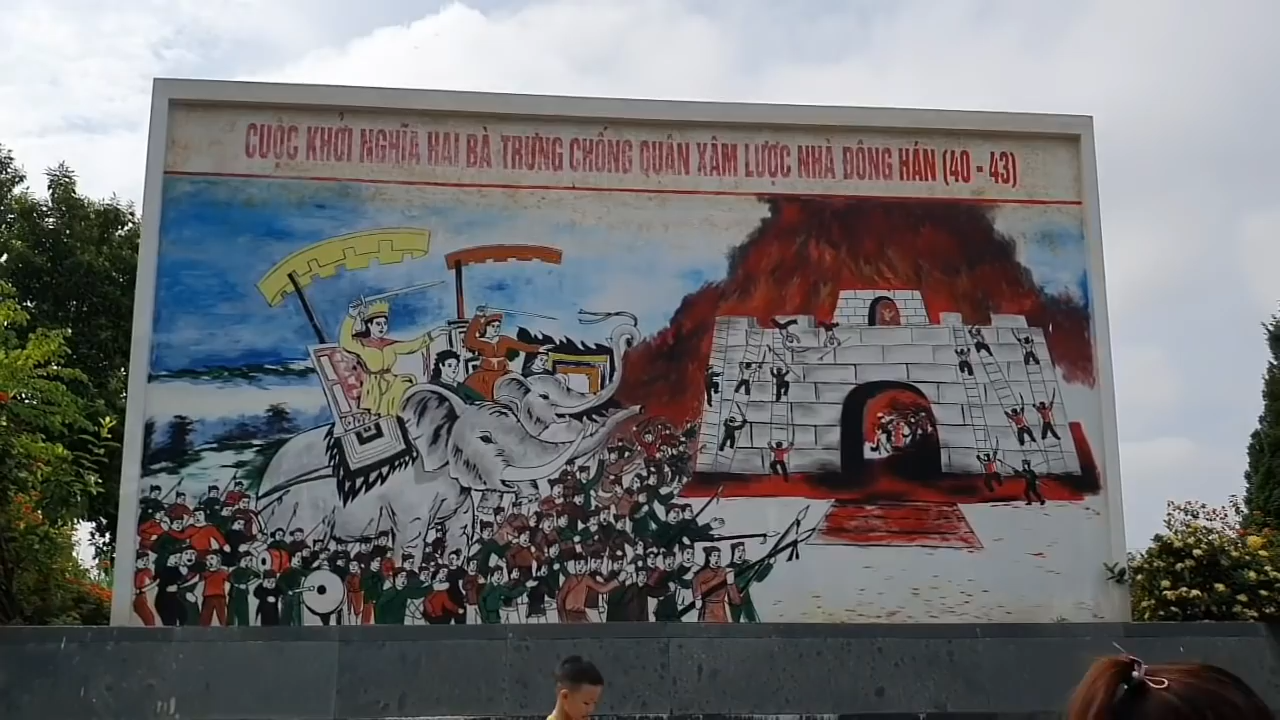 CUỘC KHỞI NGHĨA HAI BÀ TRƯNG CHỐNG QUÂN XÂM LƯỢC NHÀ ĐÔNG HÁN (40 - 43)